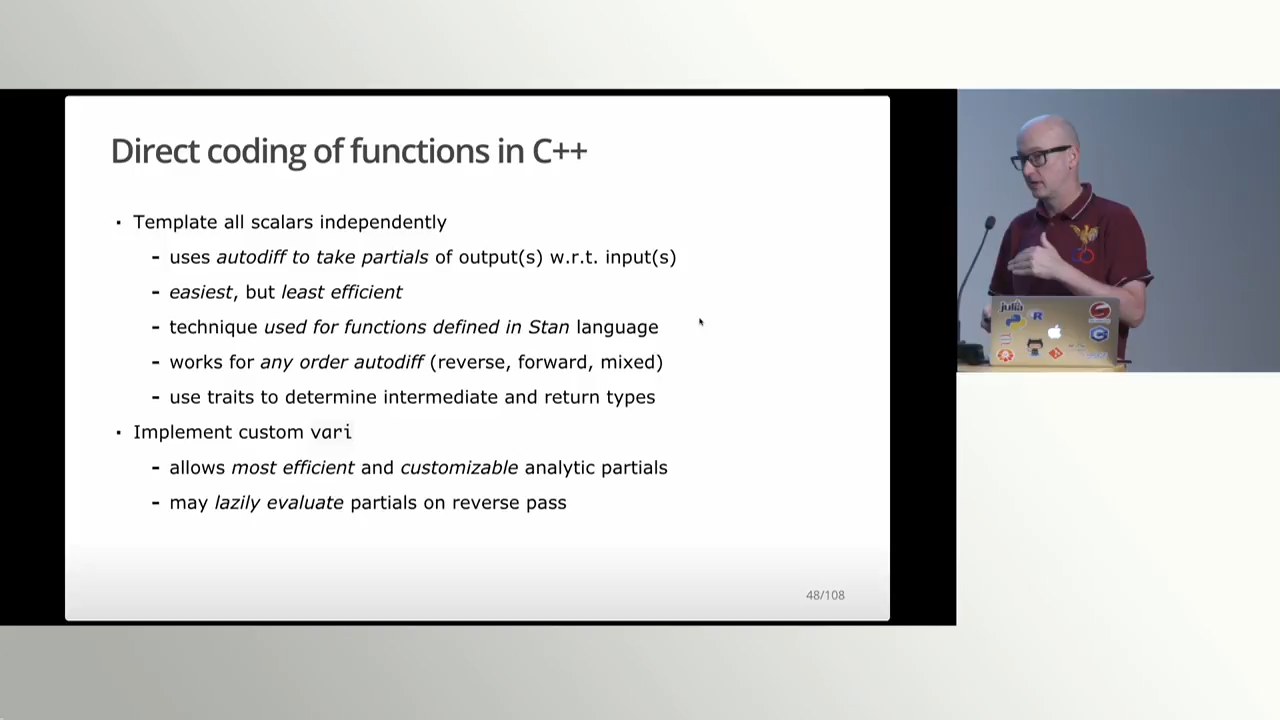 Direct coding of functions in C++
· Template all scalars independently
- uses autodiff to take partials of output(s) w.r.t. input(s)
- easiest, but least efficient
- technique used for functions defined in Stan language
- works for any order autodiff (reverse, forward, mixed)
- use traits to determine intermediate and return types
· Implement custom vari
- allows most efficient and customizable analytic partials
- may lazily evaluate partials on reverse pass
48/108
julia
R
C